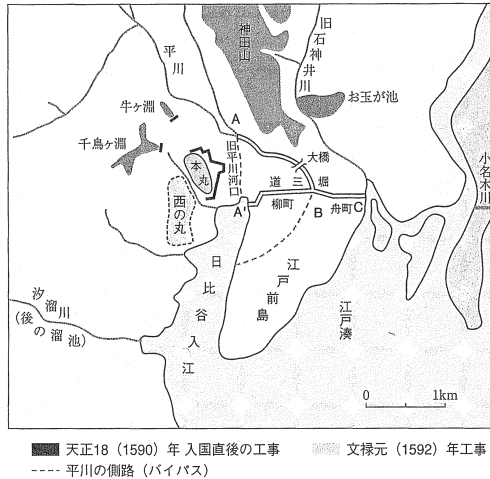 神田山
旧石神井川
平川
牛ヶ淵
お玉が池
千鳥ヶ淵
A
大橋
小名木川
旧平川河口
本丸
道三堀
西の丸
柳町
舟町
A'
B
C
日比谷入江
江戸前島
江戸湊
汐溜川
(後の溜池)
0 1km
天正18(1590)年 入国直後の工事
文禄元(1592)年工事
平川の側路(バイパス)